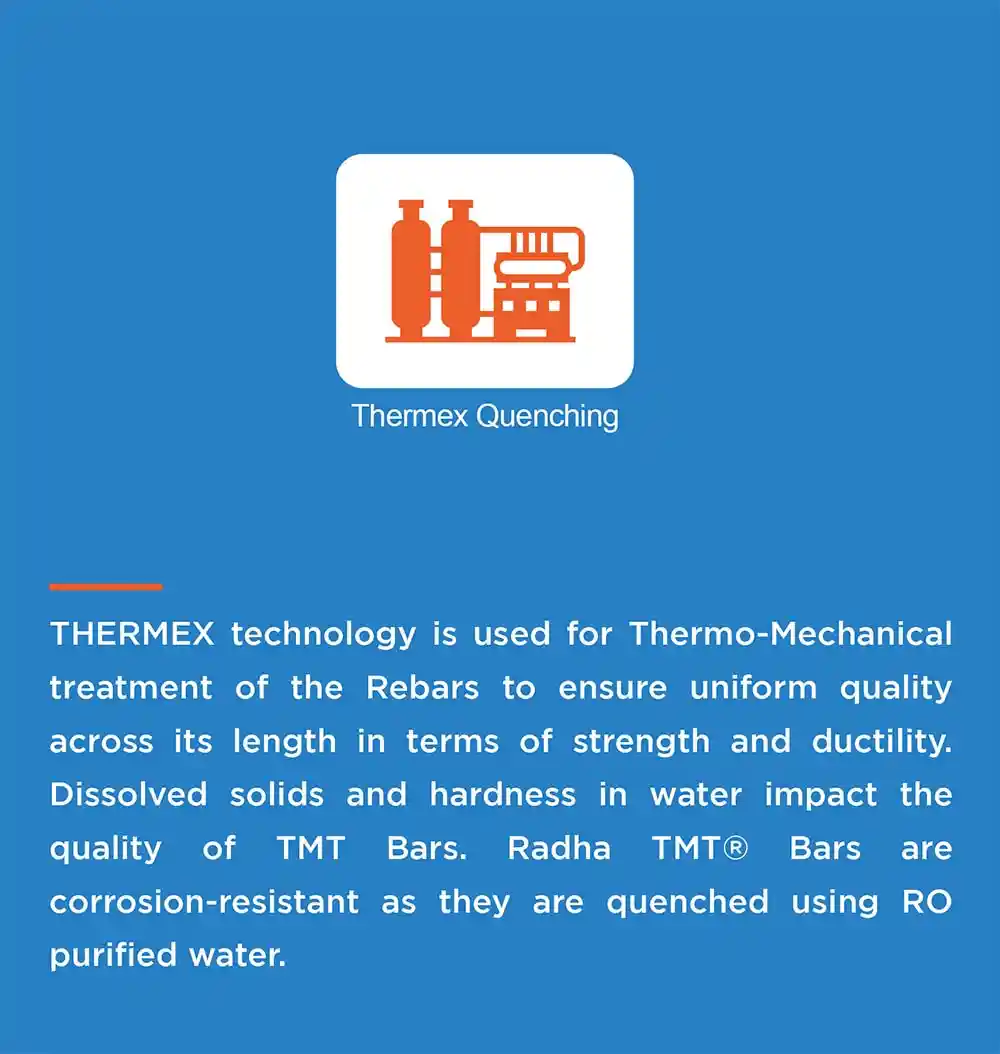 Thermex Quenching
THERMEX technology is used for Thermo-Mechanical
treatment of the Rebars to ensure uniform quality
across its length in terms of strength and ductility.
Dissolved solids and hardness in water impact the
quality of TMT Bars. Radha TMT® Bars are
corrosion-resistant as they are quenched using RO
purified water.